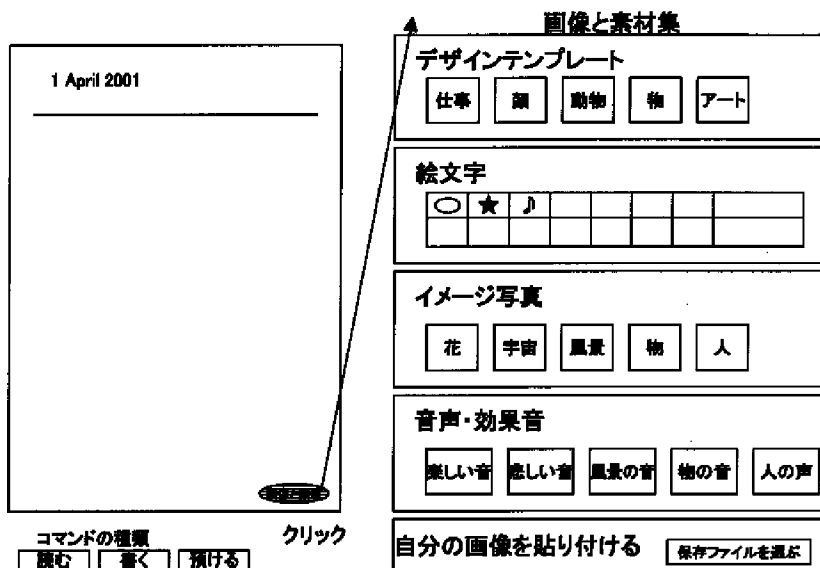 画像と素材集
1 April 2001
デザインテンプレート
仕事 顔 動物 物 アート
絵文字
★ ♪
イメージ写真
花 宇宙 風景 物 人
音声・効果音
楽しい音 悲しい音 風景の音 物の音 人の声
クリック
コマンドの種類
読む 書く 預ける
自分の画像を貼り付ける 保存ファイルを選ぶ